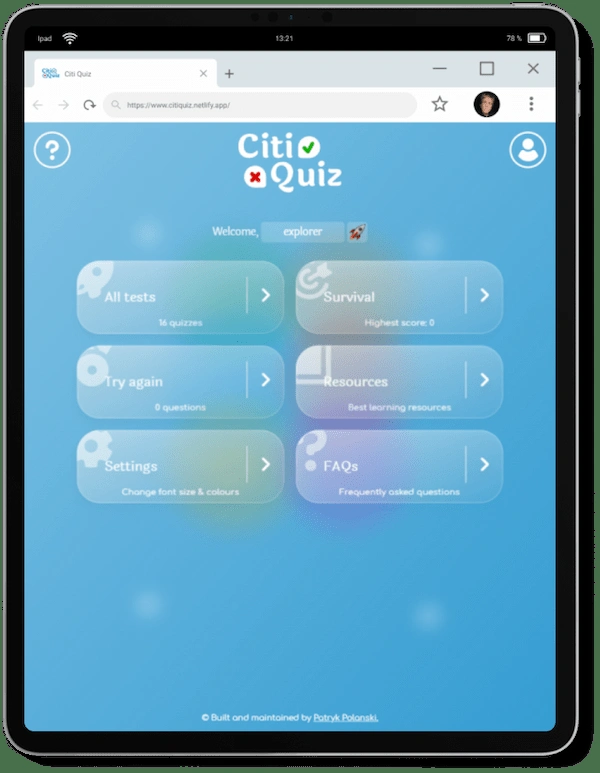 Ipad 13:21 78 %
Citi Quiz
https://www.citiquiz.netlify.app/
?
Citi
Quiz
Welcome, explorer
All tests
16 quizzes
Survival
Highest score: 0
Try again
0 questions
Resources
Best learning resources
Settings
Change font size & colours
?
FAQs
Frequently asked questions
© Built and maintained by Patryk Polanski.